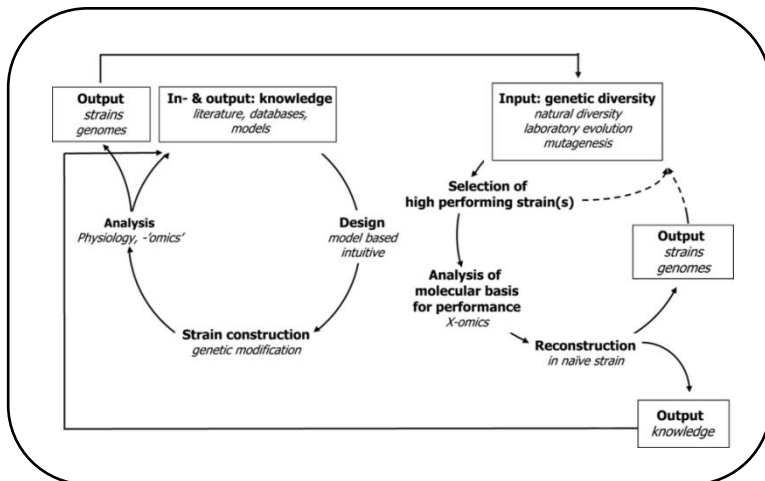 Output
strains
genomes
In- & output: knowledge
literature, databases,
models
Analysis
Physiology, -‘omics’
Design
model based
intuitive
Strain construction
genetic modification
Input: genetic diversity
natural diversity
laboratory evolution
mutagenesis
Selection of
high performing strain(s)
Analysis of
molecular basis
for performance
X-omics
Reconstruction
in naïve strain
Output
strains
genomes
Output
knowledge